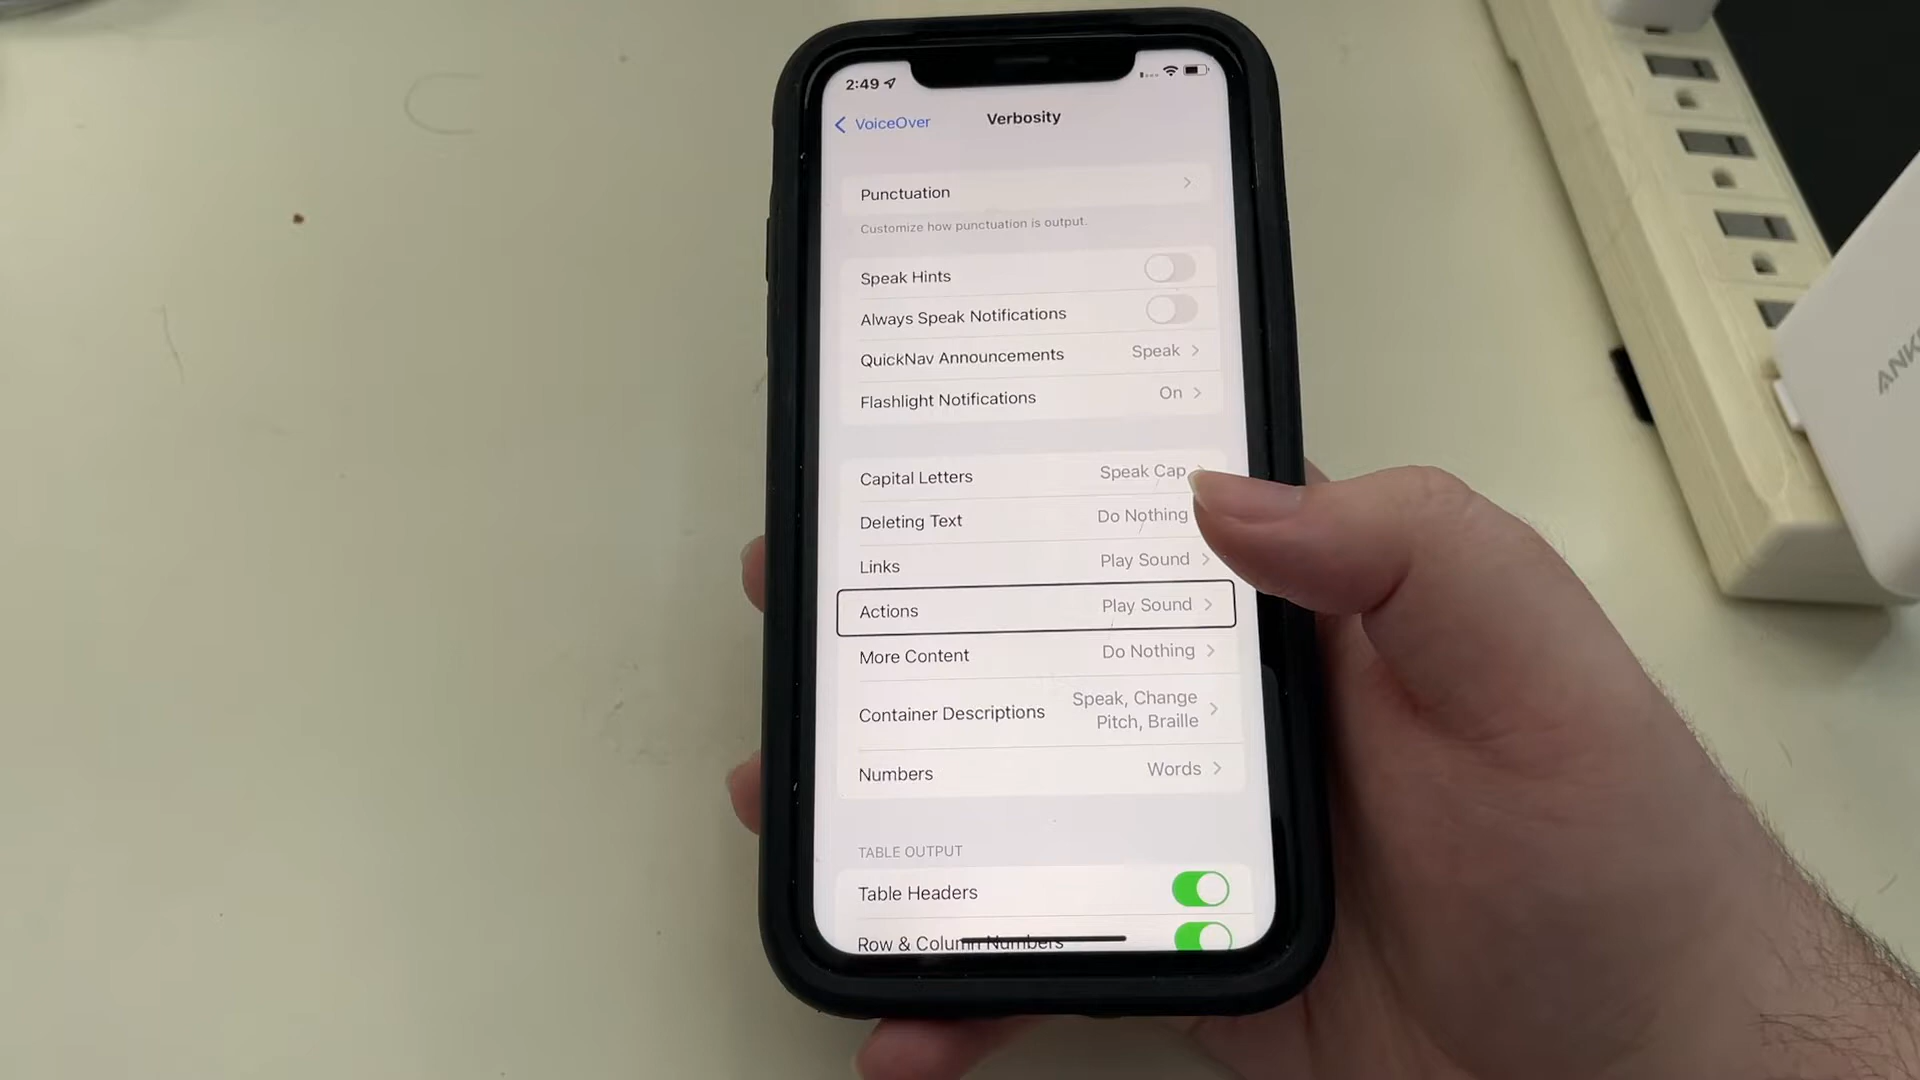 2:49
VoiceOver
Verbosity
Punctuation
Customize how punctuation is output.
Speak Hints
Always Speak Notifications
QuickNav Announcements Speak
Flashlight Notifications On
Capital Letters Speak Cap
Deleting Text Do Nothing
Links Play Sound
Actions Play Sound
More Content Do Nothing
Container Descriptions Speak, Change
Pitch, Braille
Numbers Words
TABLE OUTPUT
Table Headers
Row & Column Numbers